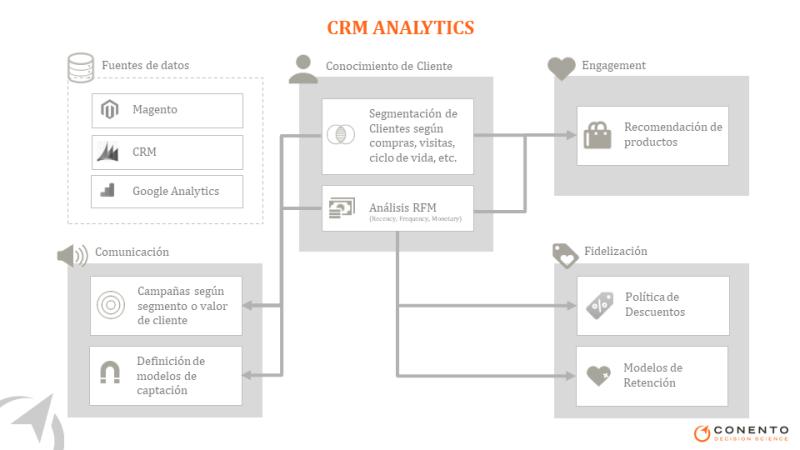 CRM ANALYTICS
Fuentes de datos
Magento
CRM
Google Analytics
Conocimiento de Cliente
Segmentación de
Clientes según
compras, visitas,
ciclo de vida, etc.
Análisis RFM
(Recency, Frequency, Monetary)
Engagement
Recomendación de
productos
Comunicación
Campañas según
segmento o valor
de cliente
Definición de
modelos de
captación
Fidelización
Política de
Descuentos
Modelos de
Retención
CONENTO
DECISION SCIENCE